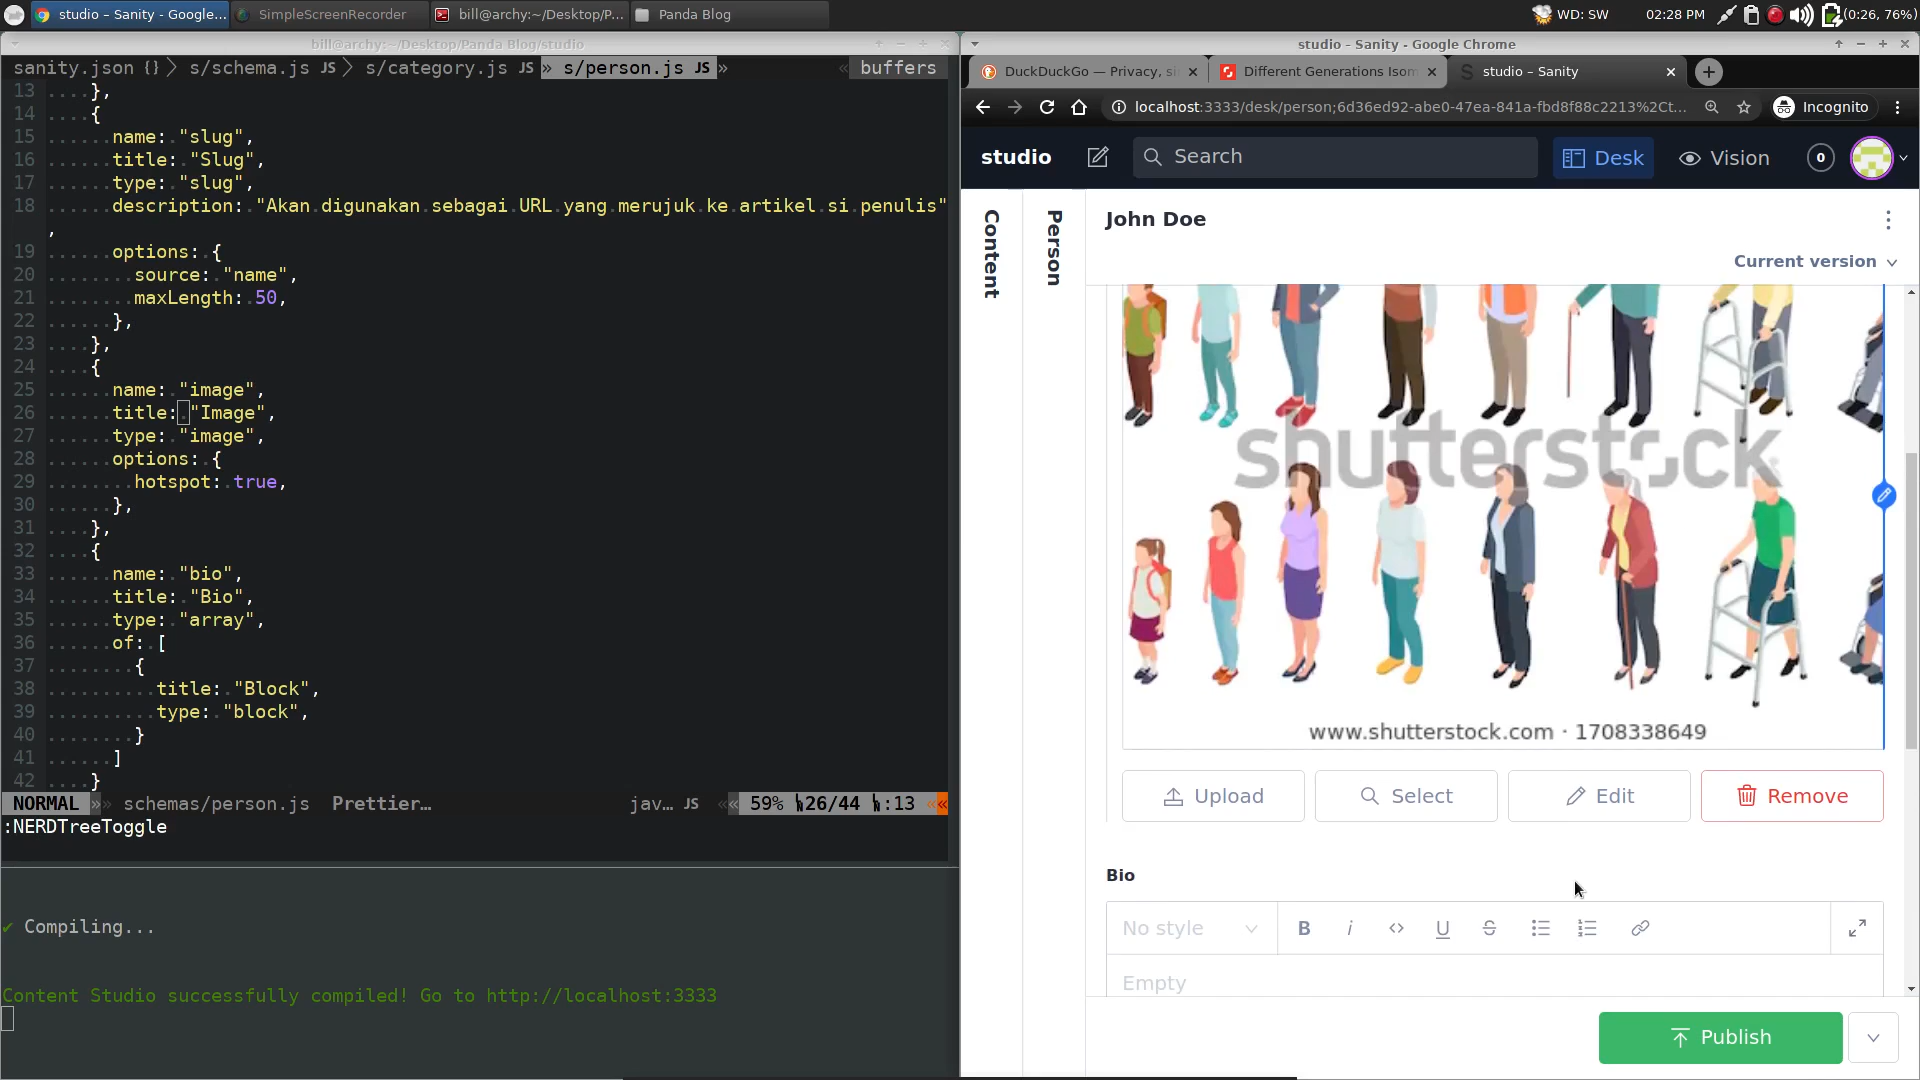 studio – Sanity - Google...
SimpleScreenRecorder
bill@archy:~/Desktop/P...
Panda Blog
WD: SW
02:28 PM
(0:26, 76%)
bill@archy:~/Desktop/Panda Blog/studio
sanity.json {} s/schema.js JS s/category.js JS » s/person.js JS » « buffers
13 ....},
14 ....{
15 ......name:."slug",
16 ......title:."Slug",
17 ......type:."slug",
18 ......description:."Akan.digunakan.sebagai.URL.yang.merujuk.ke.artikel.si.penulis"
,
19 ......options:.{
20 ........source:."name",
21 ........maxLength:.50,
22 ......},
23 ....},
24 ....{
25 ......name:."image",
26 ......title:."Image",
27 ......type:."image",
28 ......options:.{
29 ........hotspot:.true,
30 ......},
31 ....},
32 ....{
33 ......name:."bio",
34 ......title:."Bio",
35 ......type:."array",
36 ......of:.[
37 ........{
38 ..........title:."Block",
39 ..........type:."block",
40 ........}
41 ......]
42 ....}
NORMAL »» schemas/person.js Prettier… jav… JS «« 59% 26/44 :13 ««
:NERDTreeToggle
✔ Compiling...
Content Studio successfully compiled! Go to http://localhost:3333
studio - Sanity - Google Chrome
DuckDuckGo — Privacy, si
Different Generations Isom
studio – Sanity
localhost:3333/desk/person;6d36ed92-abe0-47ea-841a-fbd8f88c2213%2Ct...
Incognito
studio
Search
Desk
Vision
0
Content
Person
John Doe
Current version
shutterstock
www.shutterstock.com · 1708338649
Upload
Select
Edit
Remove
Bio
No style
B i <> U S
Empty
Publish